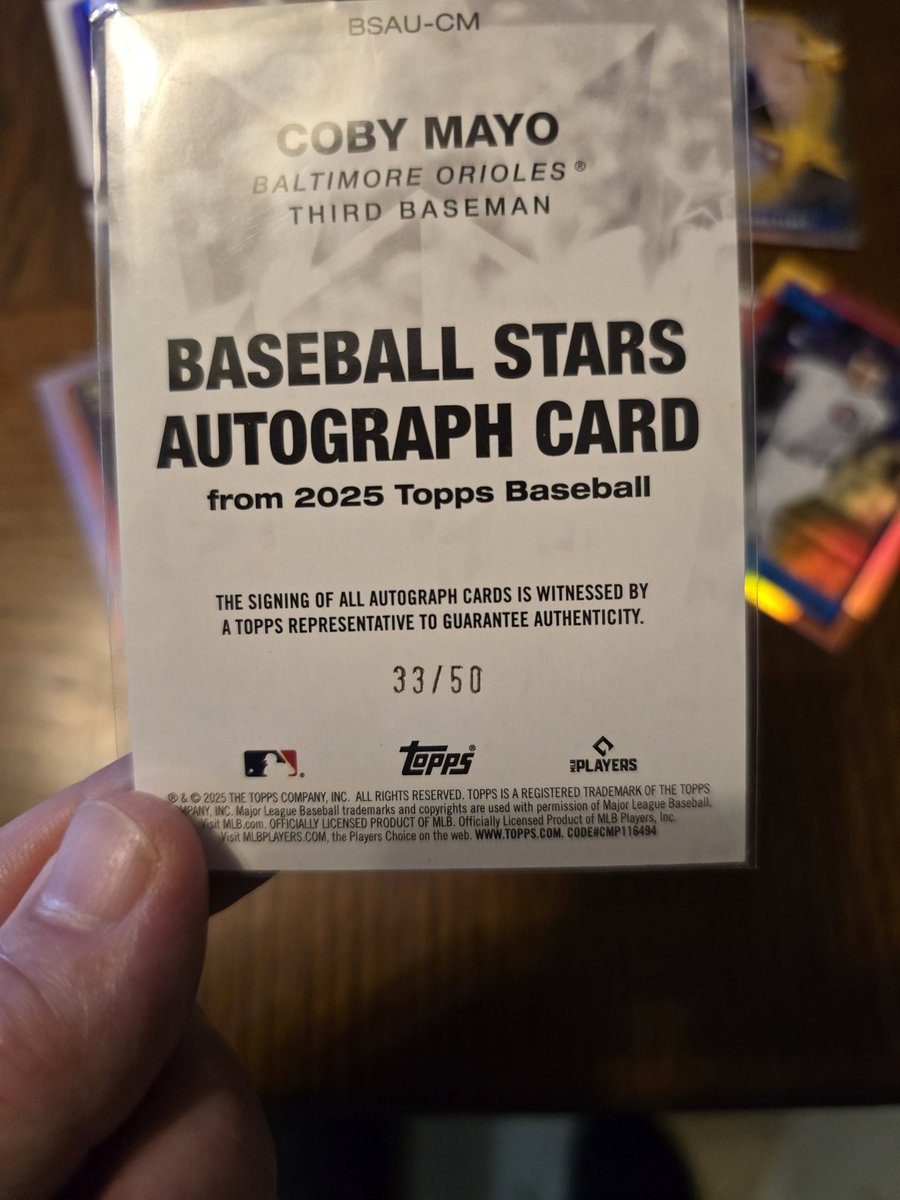 BSAU-CM
COBY MAYO
BALTIMORE ORIOLES®
THIRD BASEMAN
BASEBALL STARS
AUTOGRAPH CARD
from 2025 Topps Baseball
THE SIGNING OF ALL AUTOGRAPH CARDS IS WITNESSED BY
A TOPPS REPRESENTATIVE TO GUARANTEE AUTHENTICITY.
33/50
Topps® MLB PLAYERS
® & © 2025 THE TOPPS COMPANY, INC. ALL RIGHTS RESERVED. TOPPS IS A REGISTERED TRADEMARK OF THE TOPPS
MPANY, INC. Major League Baseball trademarks and copyrights are used with permission of Major League Baseball.
Visit MLB.com. OFFICIALLY LICENSED PRODUCT OF MLB. Officially Licensed Product of MLB Players, Inc.
Visit MLBPLAYERS.COM, the Players Choice on the web. WWW.TOPPS.COM. CODE#CMP116494